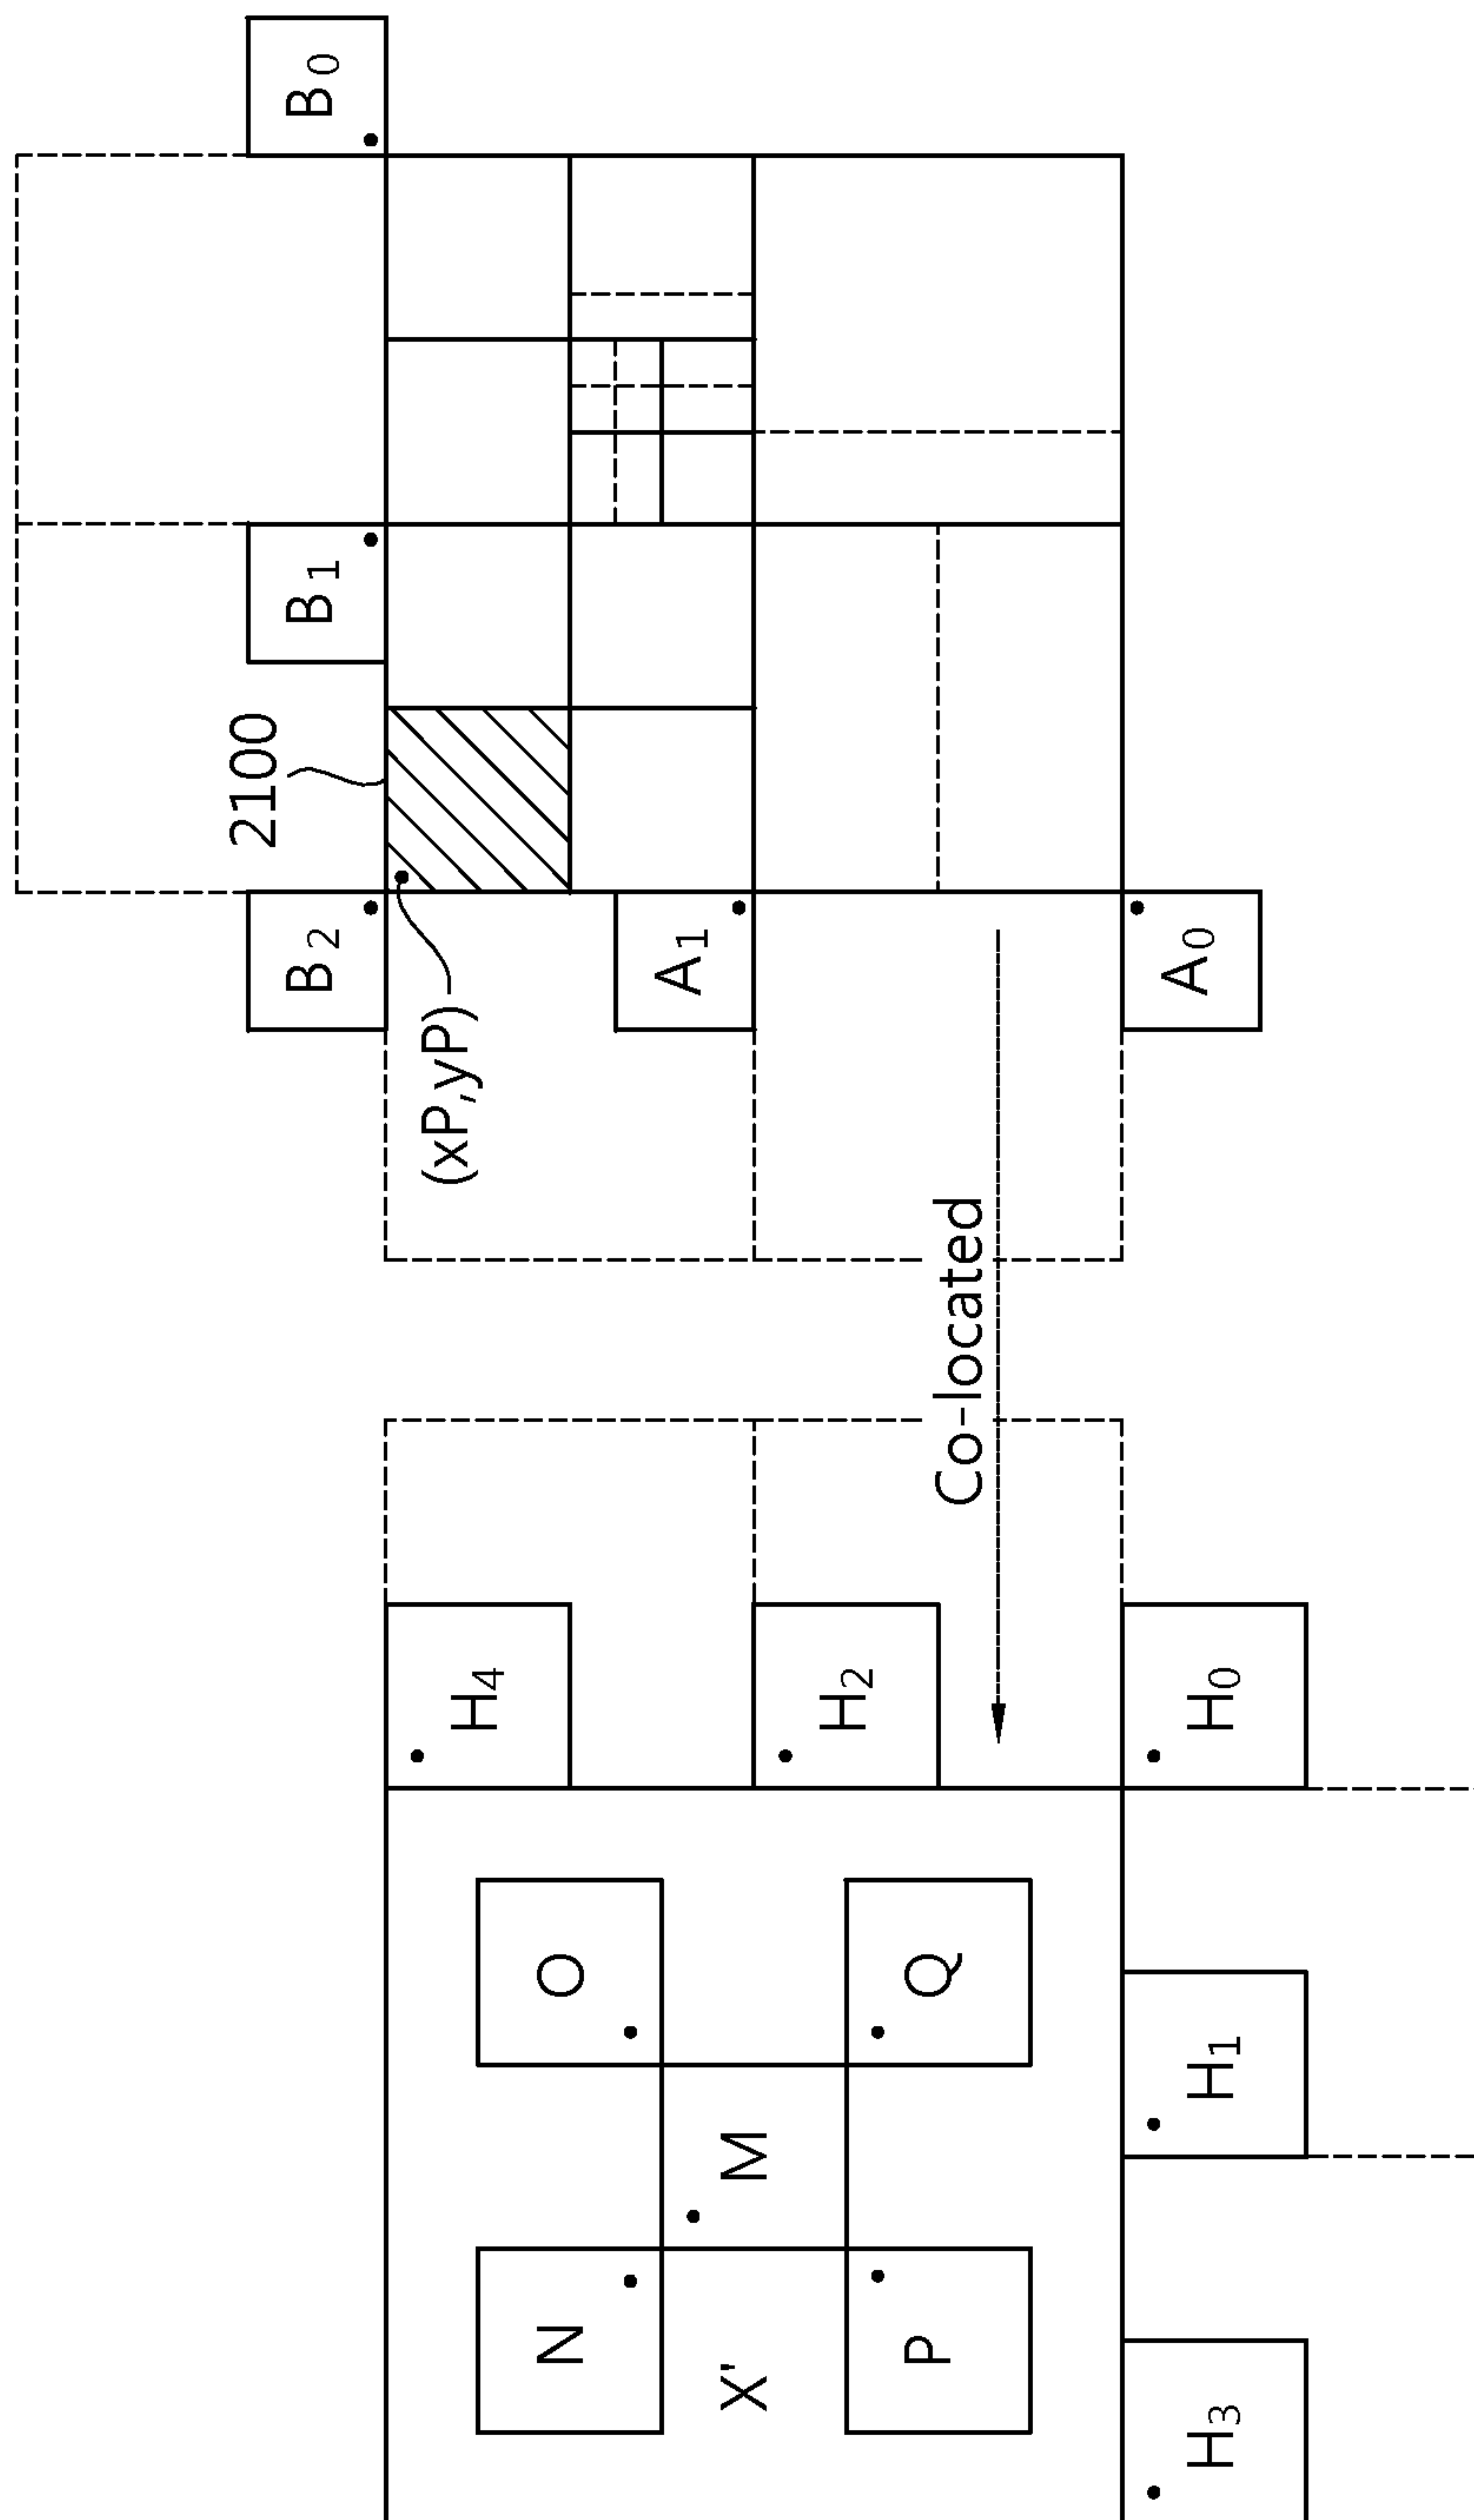 B0
B1
2100
B2
A1
A0
(xP,yP)
Co-located
H4
H2
H0
O
Q
M
H1
N
P
X'
H3